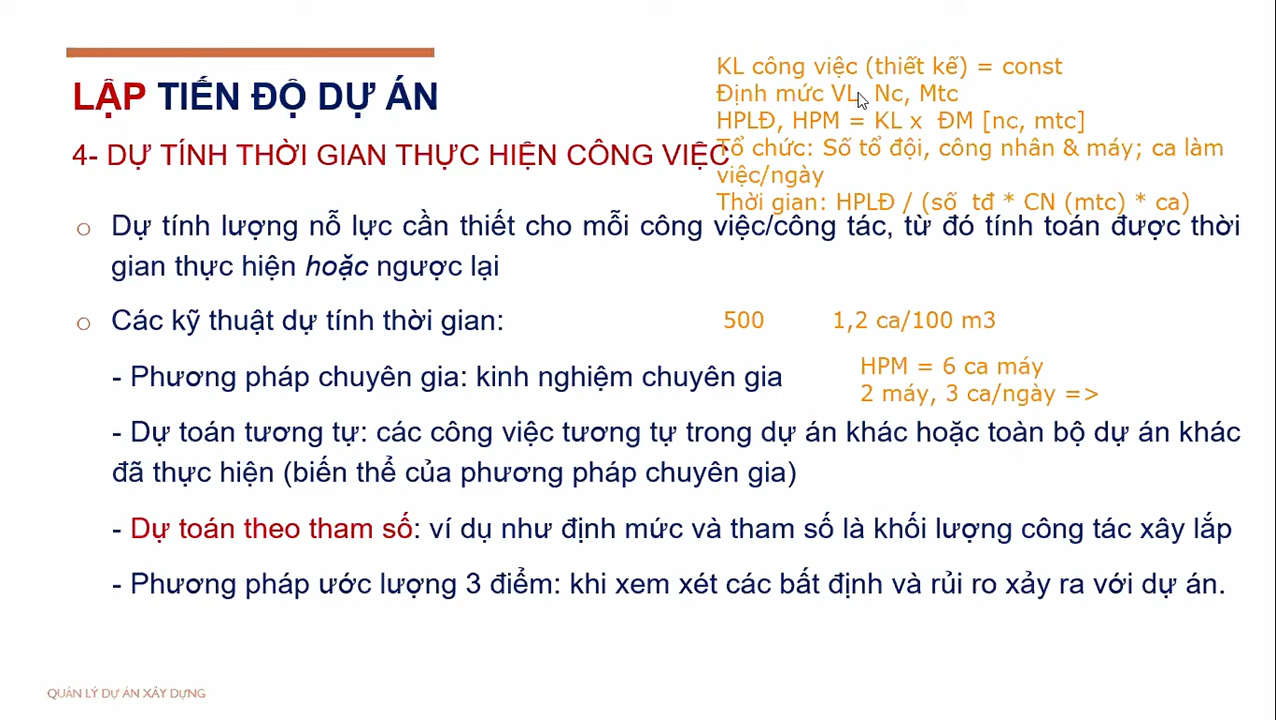 LẬP TIẾN ĐỘ DỰ ÁN
4- DỰ TÍNH THỜI GIAN THỰC HIỆN CÔNG VIỆC
KL công việc (thiết kế) = const
Định mức VL, Nc, Mtc
HPLĐ, HPM = KL x ĐM [nc, mtc]
Tổ chức: Số tổ đội, công nhân & máy; ca làm
việc/ngày
Thời gian: HPLĐ / (số tđ * CN (mtc) * ca)
o Dự tính lượng nỗ lực cần thiết cho mỗi công việc/công tác, từ đó tính toán được thời
gian thực hiện hoặc ngược lại
o Các kỹ thuật dự tính thời gian:
500 1,2 ca/100 m3
HPM = 6 ca máy
2 máy, 3 ca/ngày =>
- Phương pháp chuyên gia: kinh nghiệm chuyên gia
- Dự toán tương tự: các công việc tương tự trong dự án khác hoặc toàn bộ dự án khác
đã thực hiện (biến thể của phương pháp chuyên gia)
- Dự toán theo tham số: ví dụ như định mức và tham số là khối lượng công tác xây lắp
- Phương pháp ước lượng 3 điểm: khi xem xét các bất định và rủi ro xảy ra với dự án.
QUẢN LÝ DỰ ÁN XÂY DỰNG